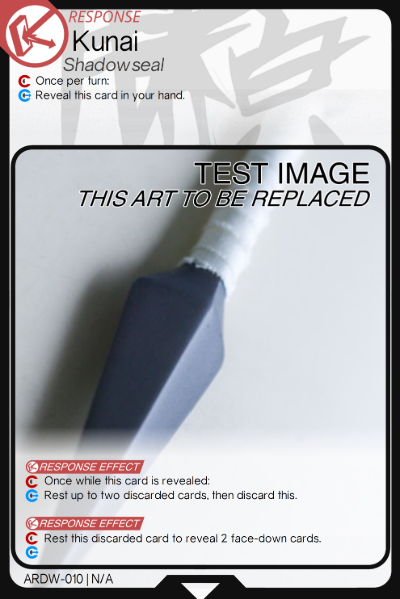 RESPONSE
Kunai
Shadowseal
Once per turn:
Reveal this card in your hand.
TEST IMAGE
THIS ART TO BE REPLACED
RESPONSE EFFECT
Once while this card is revealed:
Rest up to two discarded cards, then discard this.
RESPONSE EFFECT
Rest this discarded card to reveal 2 face-down cards.
ARDW-010 | N/A